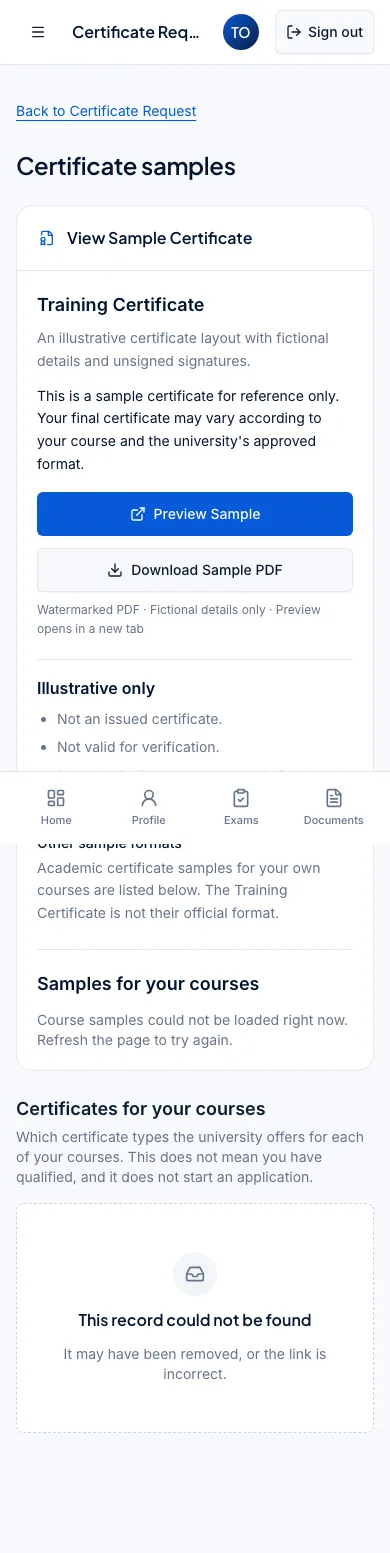 Certificate Req...
TO
Sign out
Back to Certificate Request
Certificate samples
View Sample Certificate
Training Certificate
An illustrative certificate layout with fictional
details and unsigned signatures.
This is a sample certificate for reference only.
Your final certificate may vary according to
your course and the university's approved
format.
Preview Sample
Download Sample PDF
Watermarked PDF · Fictional details only · Preview
opens in a new tab
Illustrative only
• Not an issued certificate.
• Not valid for verification.
Home
Profile
Exams
Documents
Other sample formats
Academic certificate samples for your own
courses are listed below. The Training
Certificate is not their official format.
Samples for your courses
Course samples could not be loaded right now.
Refresh the page to try again.
Certificates for your courses
Which certificate types the university offers for each
of your courses. This does not mean you have
qualified, and it does not start an application.
This record could not be found
It may have been removed, or the link is
incorrect.